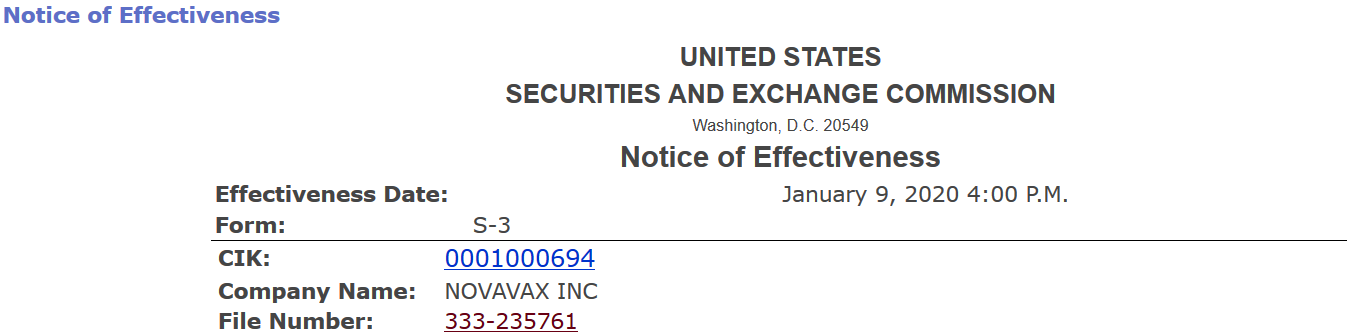 Notice of Effectiveness
UNITED STATES
SECURITIES AND EXCHANGE COMMISSION
Washington, D.C. 20549
Notice of Effectiveness
Effectiveness Date: January 9, 2020 4:00 P.M.
Form: S-3
CIK: 0001000694
Company Name: NOVAVAX INC
File Number: 333-235761